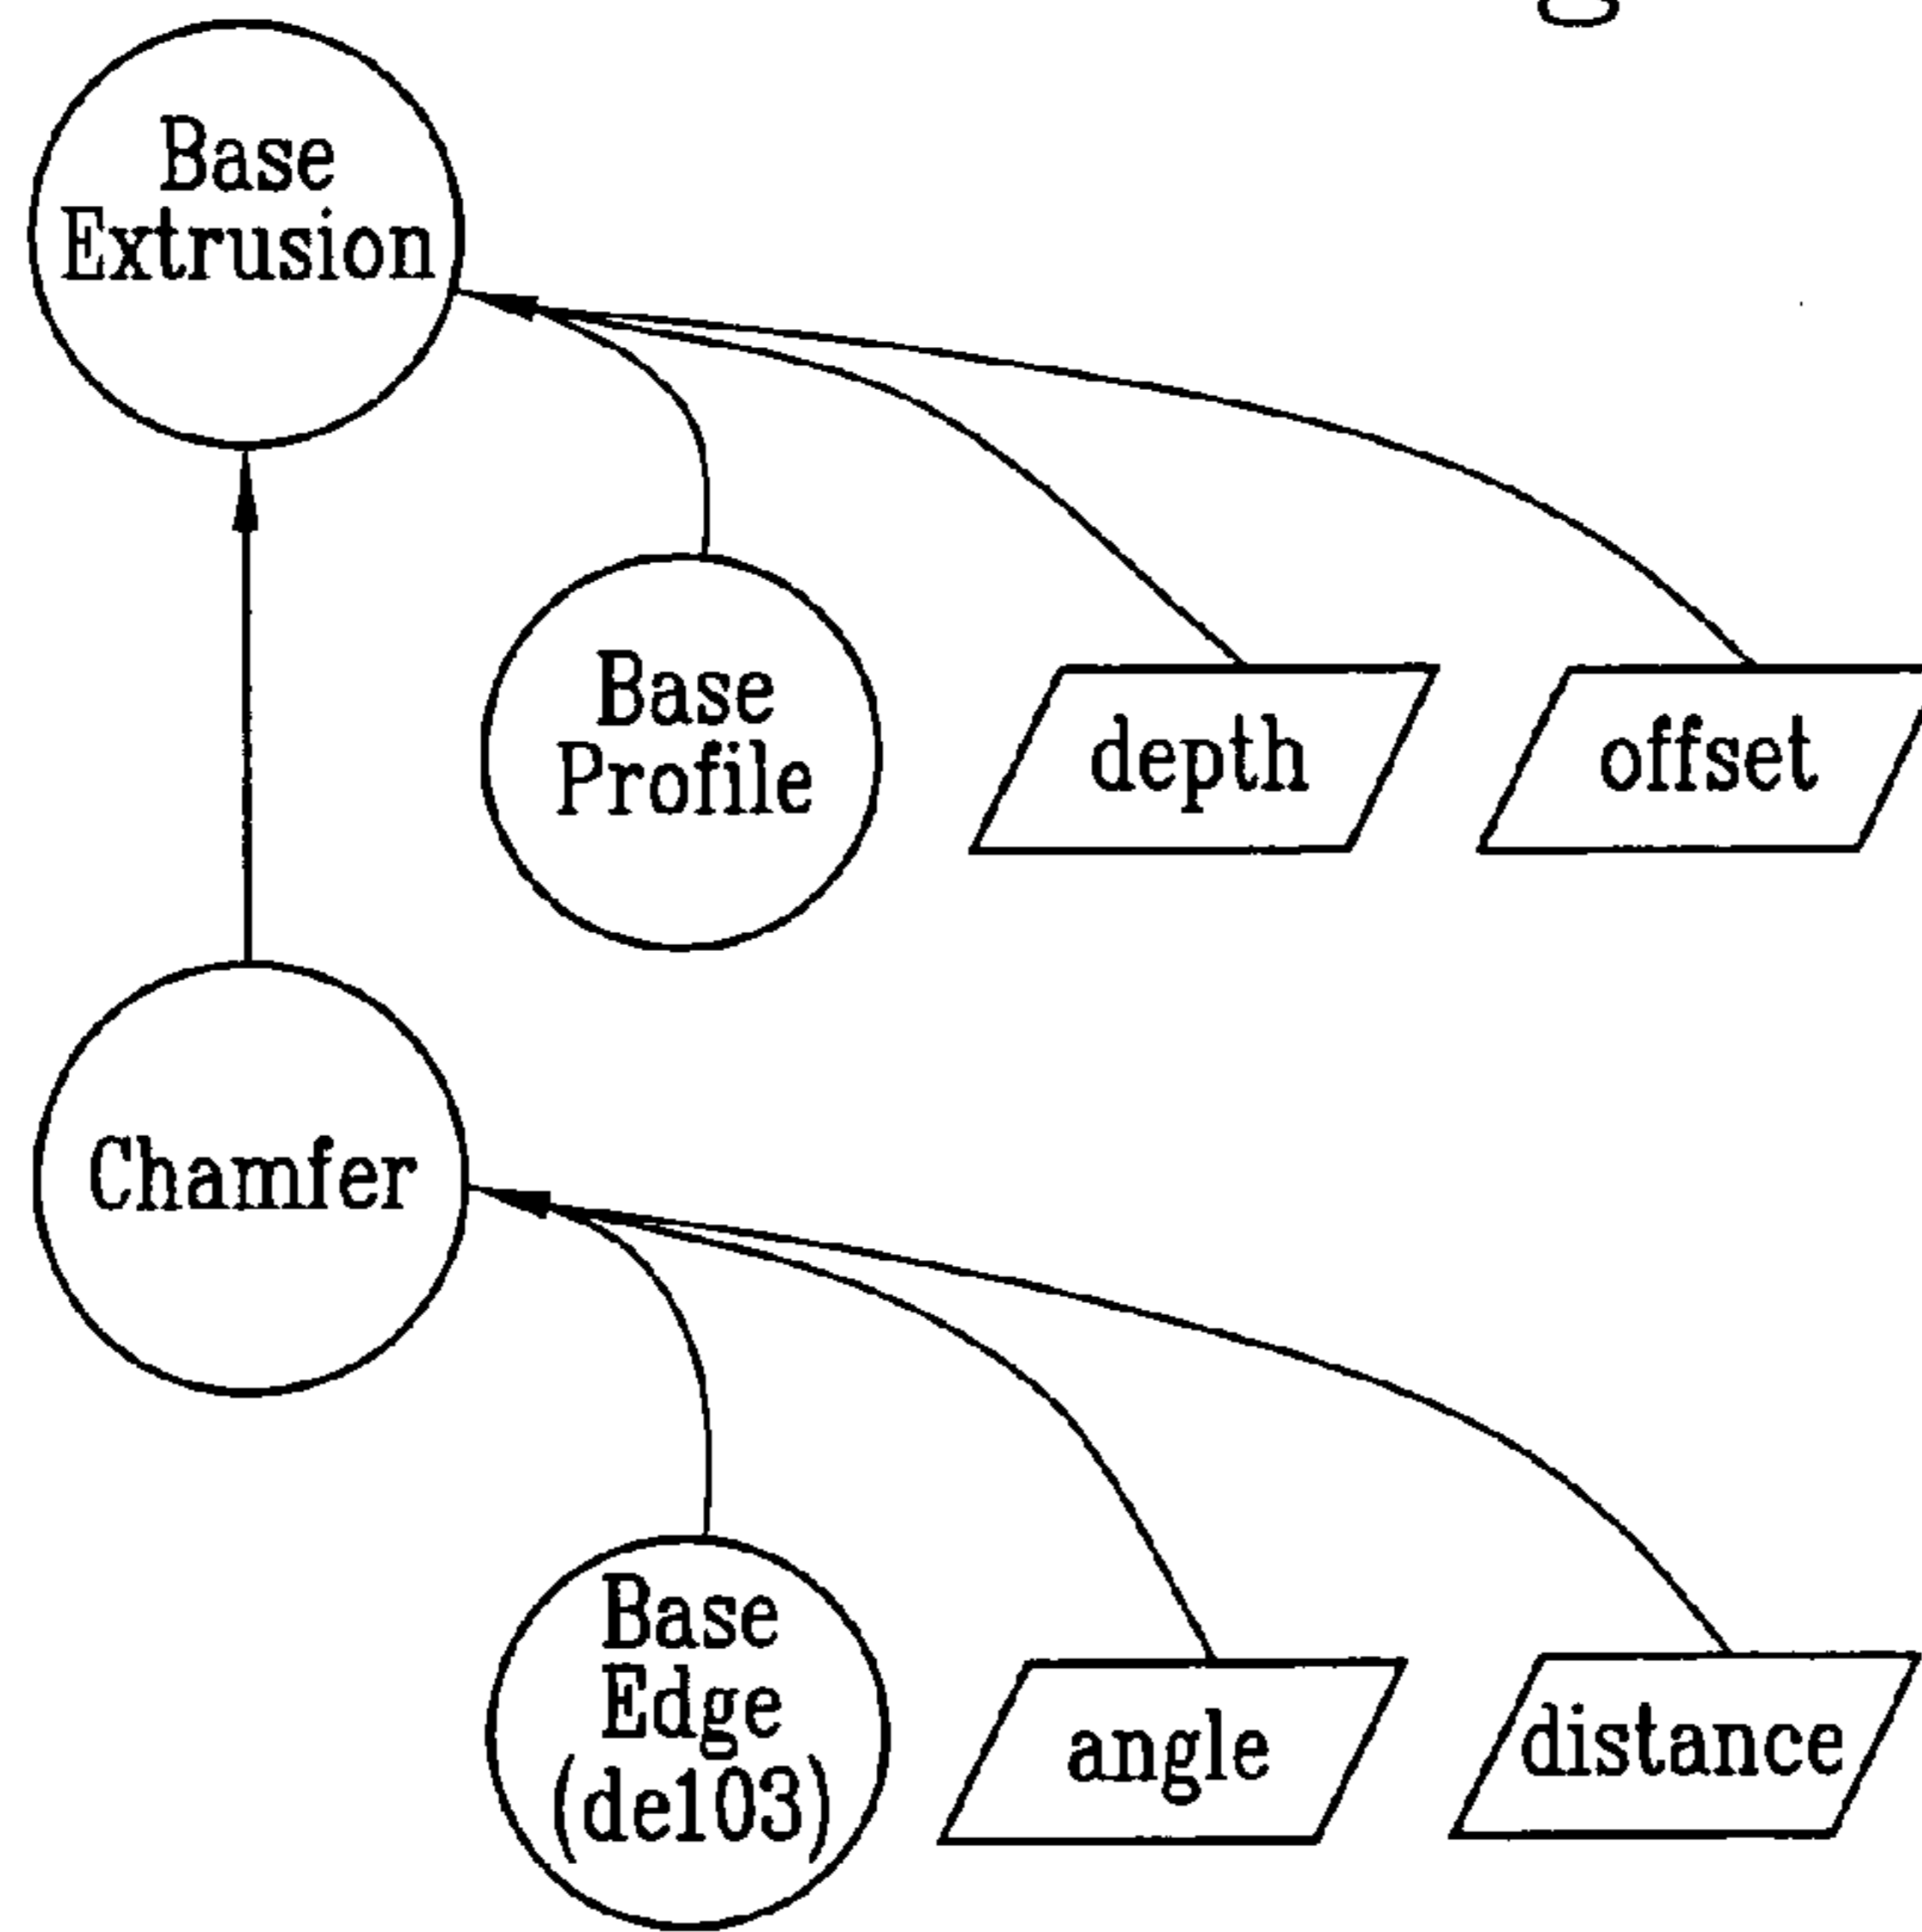 Base
Extrusion
Base
Profile
depth
offset
Chamfer
Base
Edge
(de103)
angle
distance